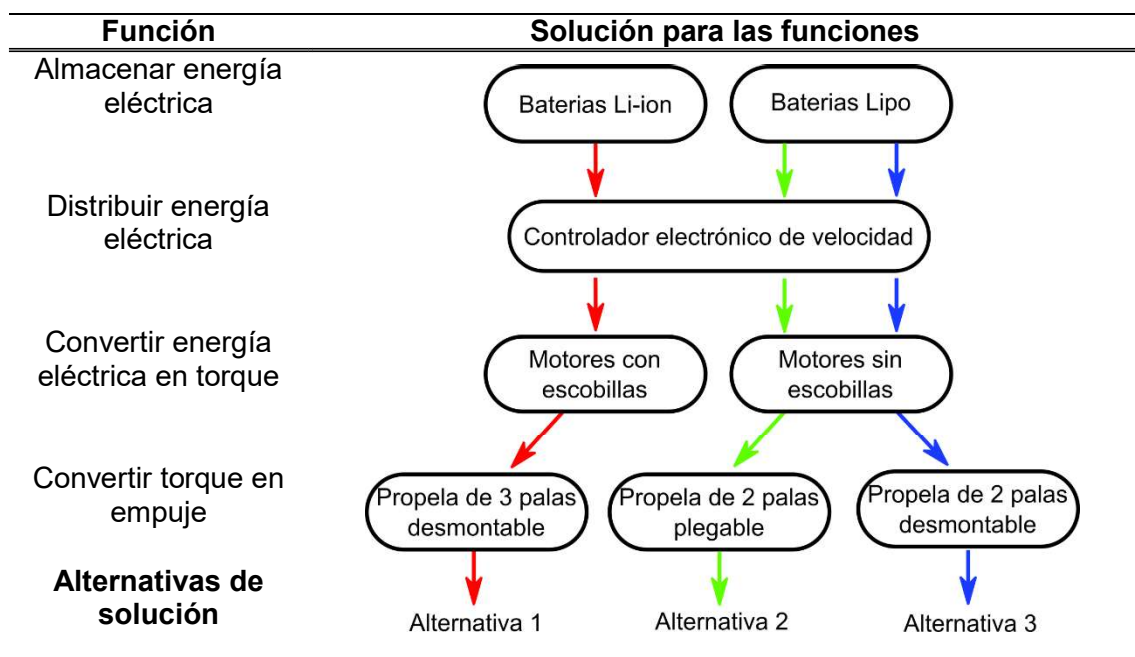 Función
Solución para las funciones
Almacenar energía
eléctrica
Baterias Li-ion
Baterias Lipo
Distribuir energía
eléctrica
Controlador electrónico de velocidad
Convertir energía
eléctrica en torque
Motores con
escobillas
Motores sin
escobillas
Convertir torque en
empuje
Propela de 3 palas
desmontable
Propela de 2 palas
plegable
Propela de 2 palas
desmontable
Alternativas de
solución
Alternativa 1
Alternativa 2
Alternativa 3